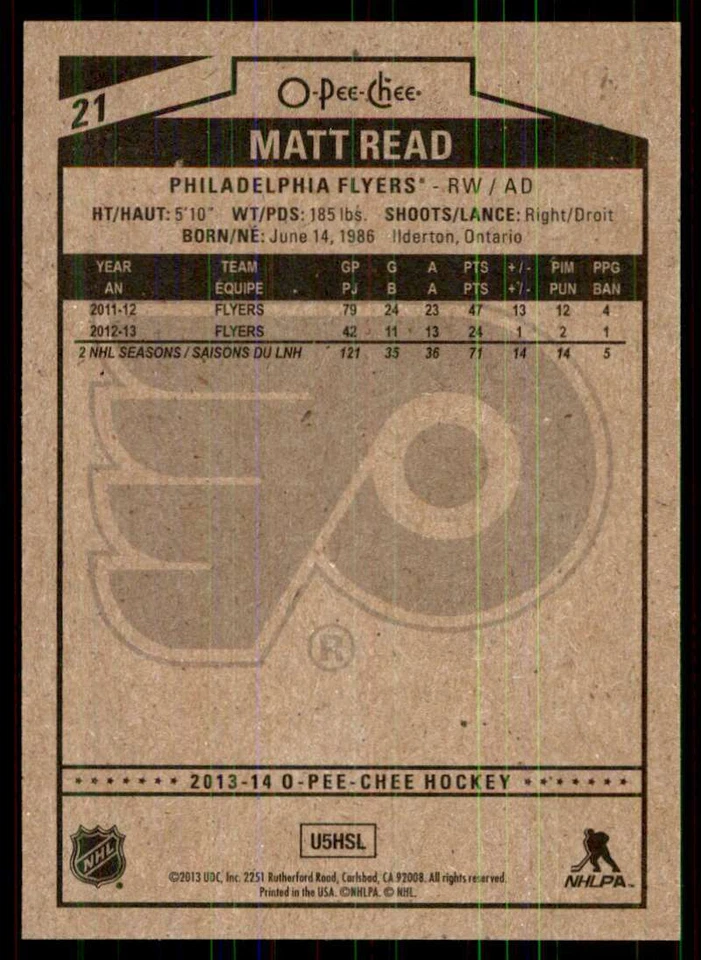 O-Pee-Chee
21
MATT READ
PHILADELPHIA FLYERS® - RW / AD
HT/HAUT: 5'10" WT/PDS: 185 lbs. SHOOTS/LANCE: Right/Droit
BORN/NÉ: June 14, 1986 Ilderton, Ontario
YEAR TEAM GP G A PTS +/- PIM PPG
AN ÉQUIPE PJ B A PTS +/- PUN BAN
2011-12 FLYERS 79 24 23 47 13 12 4
2012-13 FLYERS 42 11 13 24 1 2 1
2 NHL SEASONS / SAISONS DU LNH 121 35 36 71 14 14 5
®
★ ★ ★ ★ ★ ★ ★ 2013-14 O-PEE-CHEE HOCKEY ★ ★ ★ ★ ★ ★ ★
U5HSL
NHL
NHLPA™
©2013 UDC, Inc. 2251 Rutherford Road, Carlsbad, CA 92008. All rights reserved.
Printed in the USA. ©NHLPA. © NHL.